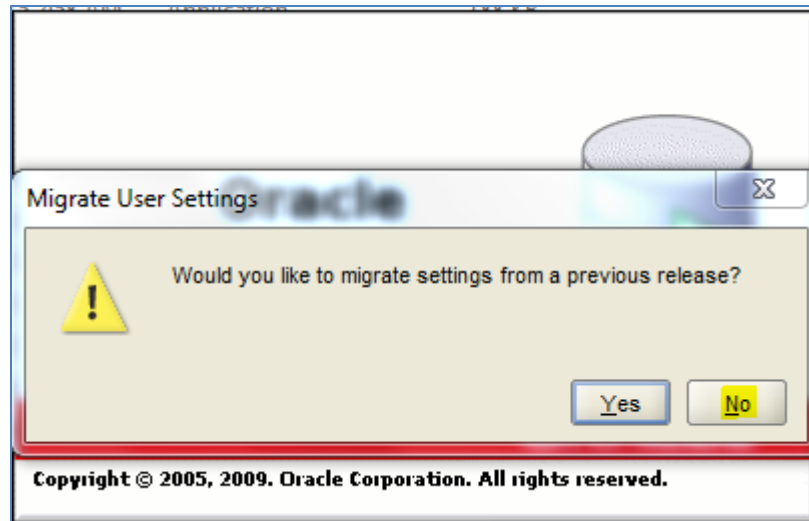 Migrate User Settings
Oracle
Would you like to migrate settings from a previous release?
Yes
No
Copyright © 2005, 2009. Oracle Corporation. All rights reserved.